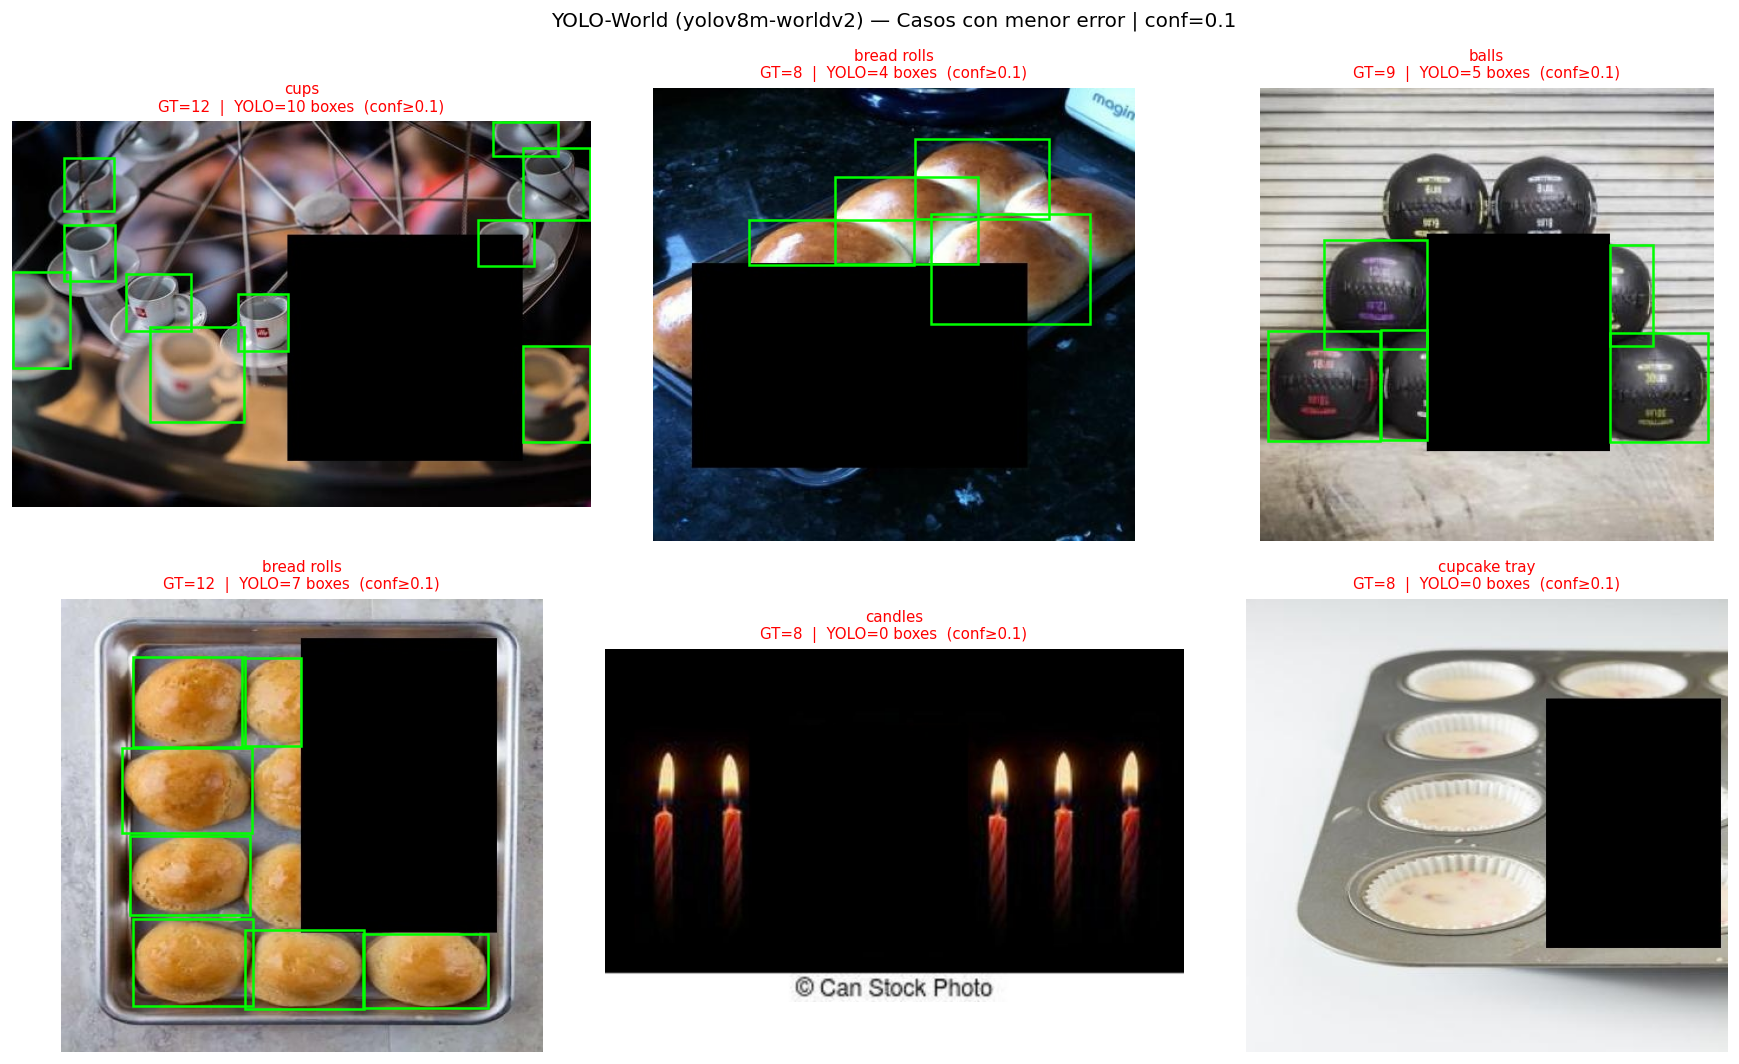 YOLO-World (yolov8m-worldv2) — Casos con menor error | conf=0.1
cups
GT=12 | YOLO=10 boxes (conf≥0.1)
bread rolls
GT=8 | YOLO=4 boxes (conf≥0.1)
magin
balls
GT=9 | YOLO=5 boxes (conf≥0.1)
bread rolls
GT=12 | YOLO=7 boxes (conf≥0.1)
candles
GT=8 | YOLO=0 boxes (conf≥0.1)
© Can Stock Photo
cupcake tray
GT=8 | YOLO=0 boxes (conf≥0.1)